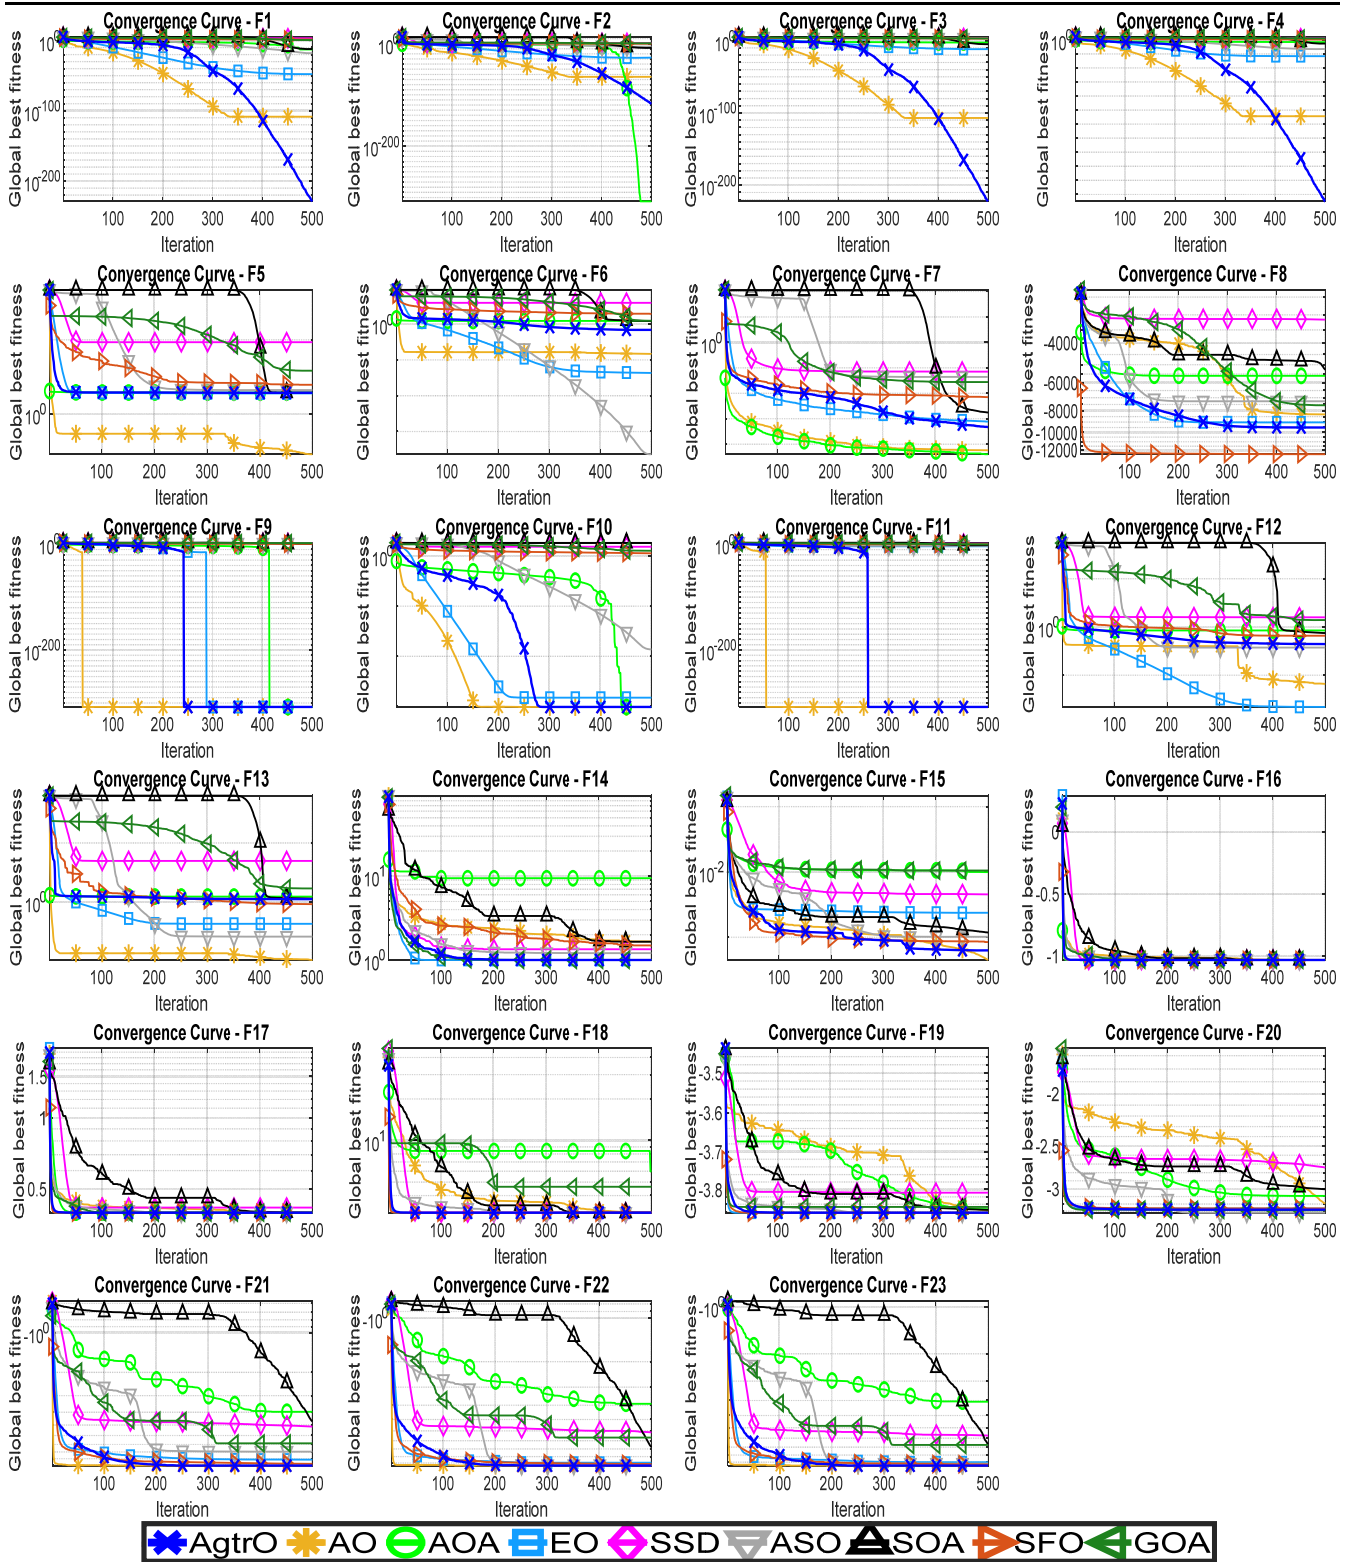 Convergence Curve - F1
Convergence Curve - F2
Convergence Curve - F3
Convergence Curve - F4
Global best fitness
10^0
10^-100
10^-200
100 200 300 400 500
Iteration
Global best fitness
10^0
10^-200
100 200 300 400 500
Iteration
Global best fitness
10^0
10^-100
10^-200
100 200 300 400 500
Iteration
Global best fitness
10^0
100 200 300 400 500
Iteration
Convergence Curve - F5
Convergence Curve - F6
Convergence Curve - F7
Convergence Curve - F8
Global best fitness
10^0
100 200 300 400 500
Iteration
Global best fitness
10^0
100 200 300 400 500
Iteration
Global best fitness
10^0
100 200 300 400 500
Iteration
Global best fitness
-4000
-6000
-8000
-10000
-12000
100 200 300 400 500
Iteration
Convergence Curve - F9
Convergence Curve - F10
Convergence Curve - F11
Convergence Curve - F12
Global best fitness
10^0
10^-200
100 200 300 400 500
Iteration
Global best fitness
10^0
100 200 300 400 500
Iteration
Global best fitness
10^0
10^-200
100 200 300 400 500
Iteration
Global best fitness
10^0
100 200 300 400 500
Iteration
Convergence Curve - F13
Convergence Curve - F14
Convergence Curve - F15
Convergence Curve - F16
Global best fitness
10^0
100 200 300 400 500
Iteration
Global best fitness
10^1
10^0
100 200 300 400 500
Iteration
Global best fitness
10^-2
100 200 300 400 500
Iteration
Global best fitness
0
-0.5
-1
100 200 300 400 500
Iteration
Convergence Curve - F17
Convergence Curve - F18
Convergence Curve - F19
Convergence Curve - F20
Global best fitness
1.5
1
0.5
100 200 300 400 500
Iteration
Global best fitness
10^1
100 200 300 400 500
Iteration
Global best fitness
-3.5
-3.6
-3.7
-3.8
100 200 300 400 500
Iteration
Global best fitness
-2
-2.5
-3
100 200 300 400 500
Iteration
Convergence Curve - F21
Convergence Curve - F22
Convergence Curve - F23
Global best fitness
-10^0
100 200 300 400 500
Iteration
Global best fitness
-10^0
100 200 300 400 500
Iteration
Global best fitness
-10^0
100 200 300 400 500
Iteration
AgtrO AO AOA EO SSD ASO SOA SFO GOA